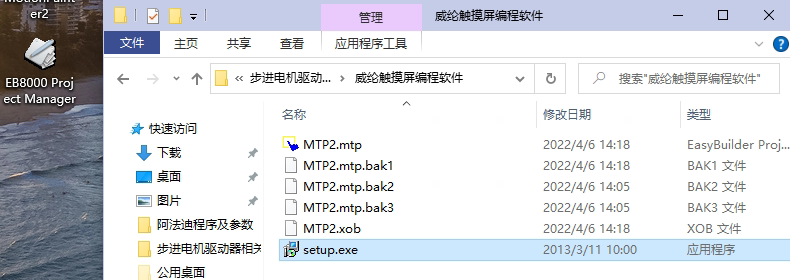 ter2
EB8000 Proj
ect Manager
管理
威纶触摸屏编程软件
文件
主页
共享
查看
应用程序工具
« 步进电机驱动... 威纶触摸屏编程软件
搜索"威纶触摸屏编程软件"
名称
修改日期
类型
快速访问
下载
桌面
图片
阿法迪程序及参数
步进电机驱动器相关
公用桌面
MTP2.mtp 2022/4/6 14:18 EasyBuilder Proj...
MTP2.mtp.bak1 2022/4/6 14:18 BAK1 文件
MTP2.mtp.bak2 2022/4/6 14:05 BAK2 文件
MTP2.mtp.bak3 2022/4/6 14:05 BAK3 文件
MTP2.xob 2022/4/6 14:18 XOB 文件
setup.exe 2013/3/11 10:00 应用程序